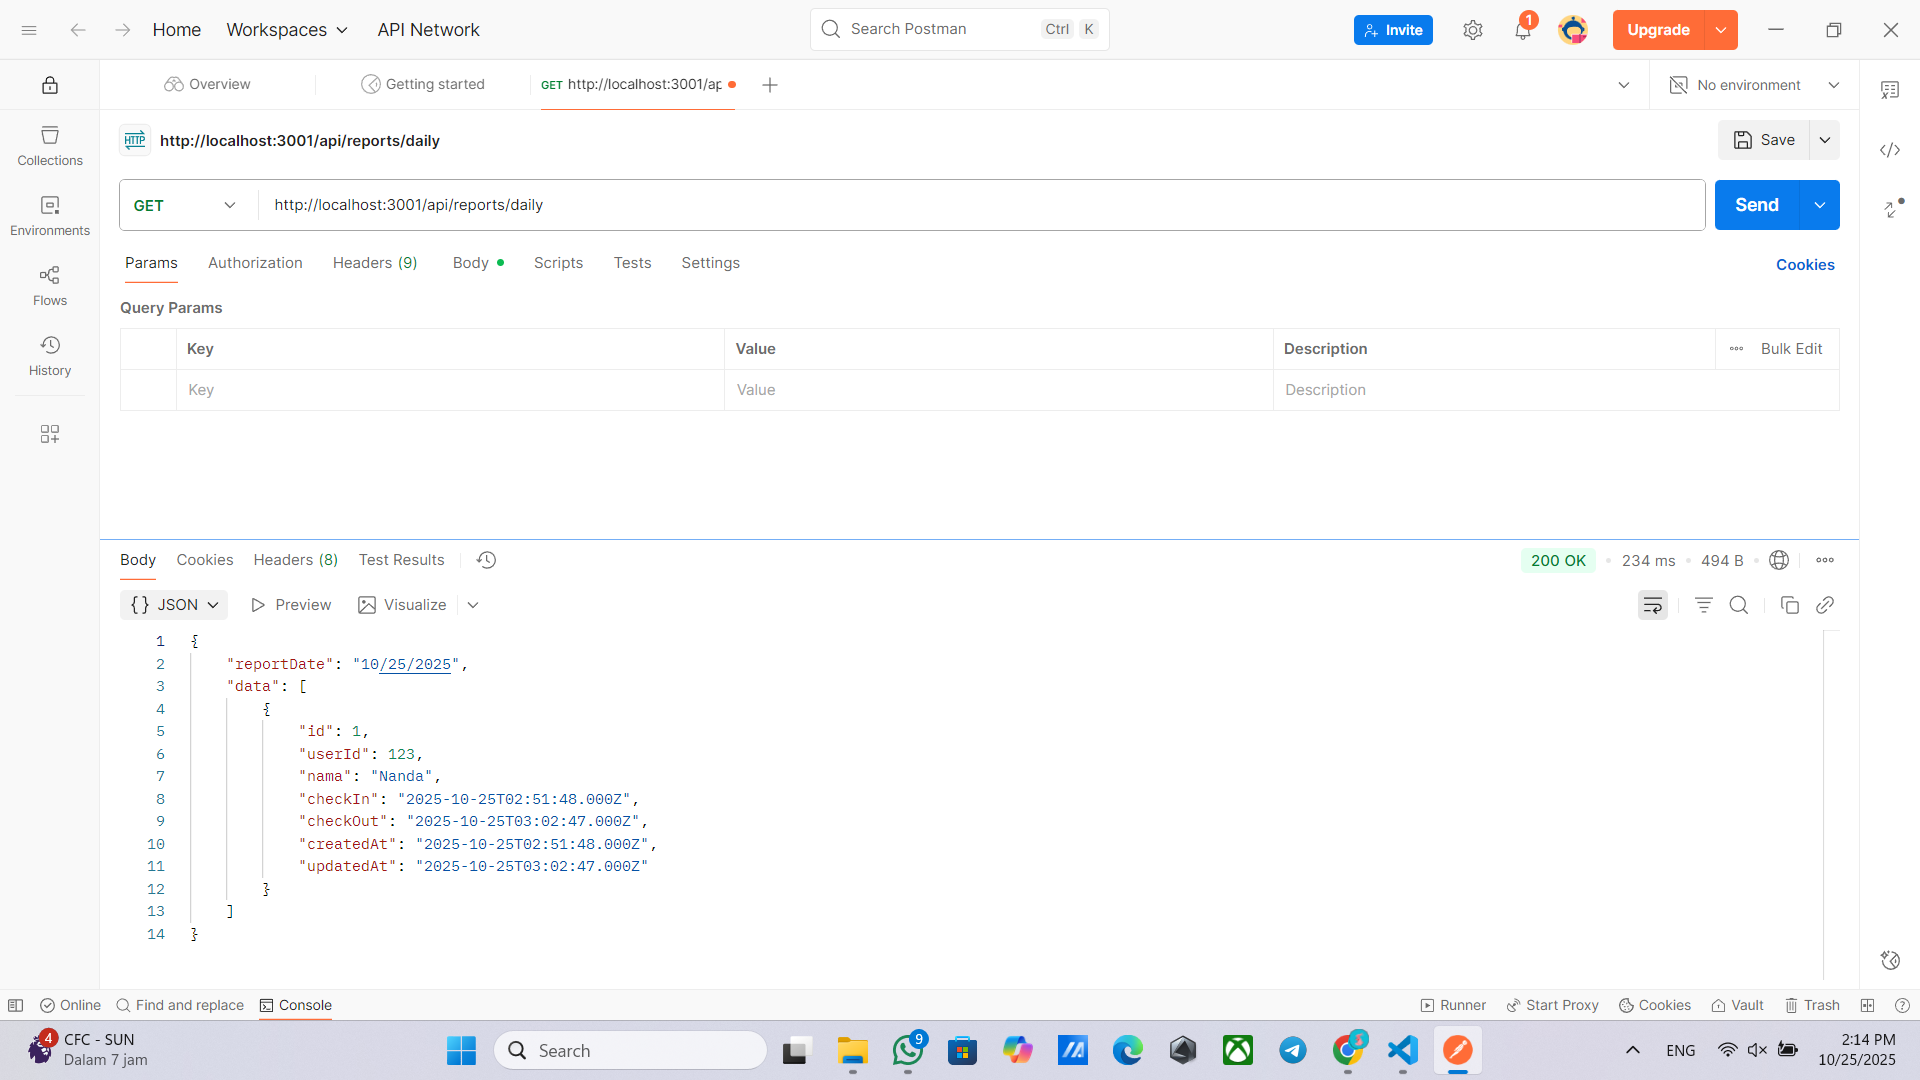 Home Workspaces API Network Search Postman Ctrl K Invite 1 Upgrade
Overview Getting started GET http://localhost:3001/ap No environment
HTTP http://localhost:3001/api/reports/daily Save
GET http://localhost:3001/api/reports/daily Send
Params Authorization Headers (9) Body Scripts Tests Settings Cookies
Query Params
Key Value Description Bulk Edit
Key Value Description
Collections
Environments
Flows
History
Body Cookies Headers (8) Test Results 200 OK 234 ms 494 B
{} JSON Preview Visualize
1 {
2 "reportDate": "10/25/2025",
3 "data": [
4 {
5 "id": 1,
6 "userId": 123,
7 "nama": "Nanda",
8 "checkIn": "2025-10-25T02:51:48.000Z",
9 "checkOut": "2025-10-25T03:02:47.000Z",
10 "createdAt": "2025-10-25T02:51:48.000Z",
11 "updatedAt": "2025-10-25T03:02:47.000Z"
12 }
13 ]
14 }
Online Find and replace Console Runner Start Proxy Cookies Vault Trash
4 CFC - SUN
Dalam 7 jam
Search 9 ENG
2:14 PM
10/25/2025